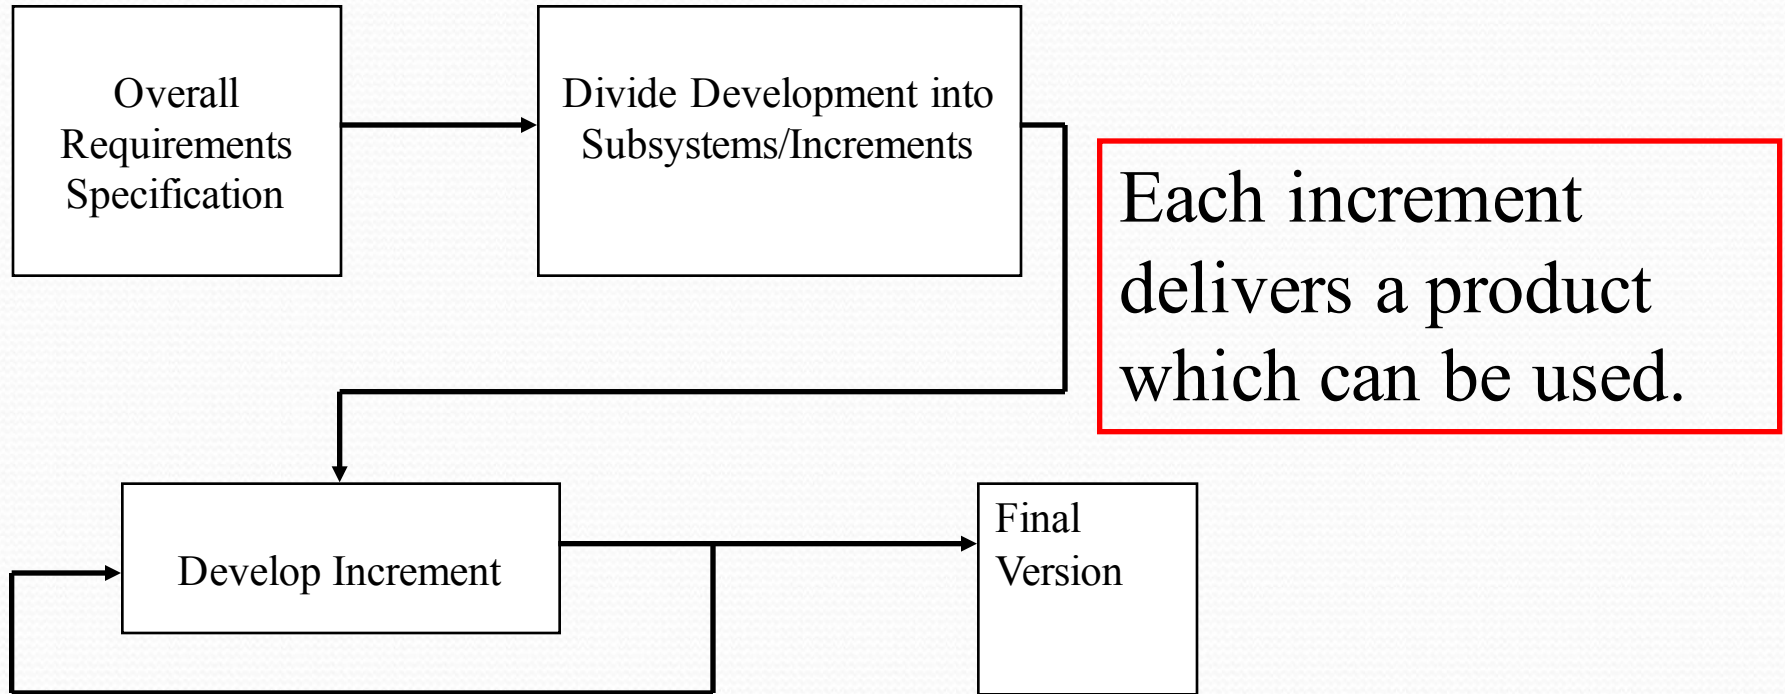 Overall
Requirements
Specification
Divide Development into
Subsystems/Increments
Each increment
delivers a product
which can be used.
Develop Increment
Final
Version